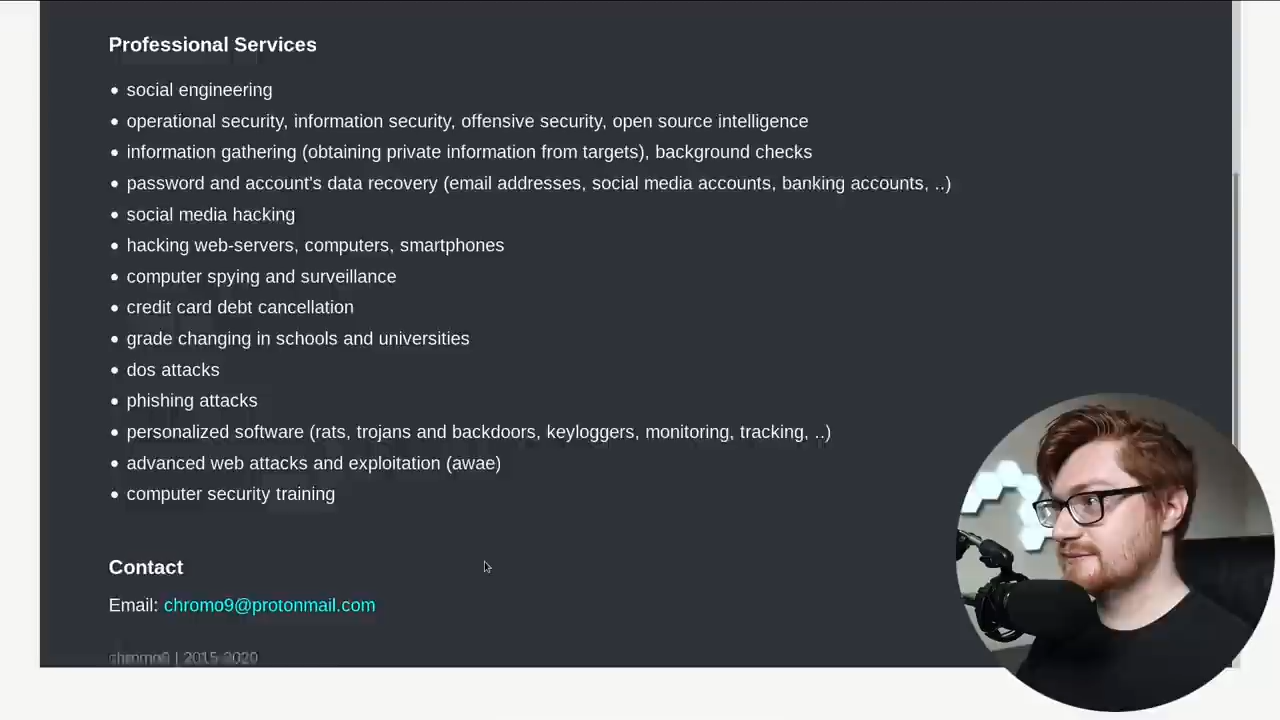 Professional Services
social engineering
operational security, information security, offensive security, open source intelligence
information gathering (obtaining private information from targets), background checks
password and account's data recovery (email addresses, social media accounts, banking accounts, ..)
social media hacking
hacking web-servers, computers, smartphones
computer spying and surveillance
credit card debt cancellation
grade changing in schools and universities
dos attacks
phishing attacks
personalized software (rats, trojans and backdoors, keyloggers, monitoring, tracking, ..)
advanced web attacks and exploitation (awae)
computer security training
Contact
Email: chromo9@protonmail.com
chromo9 | 2015-2020